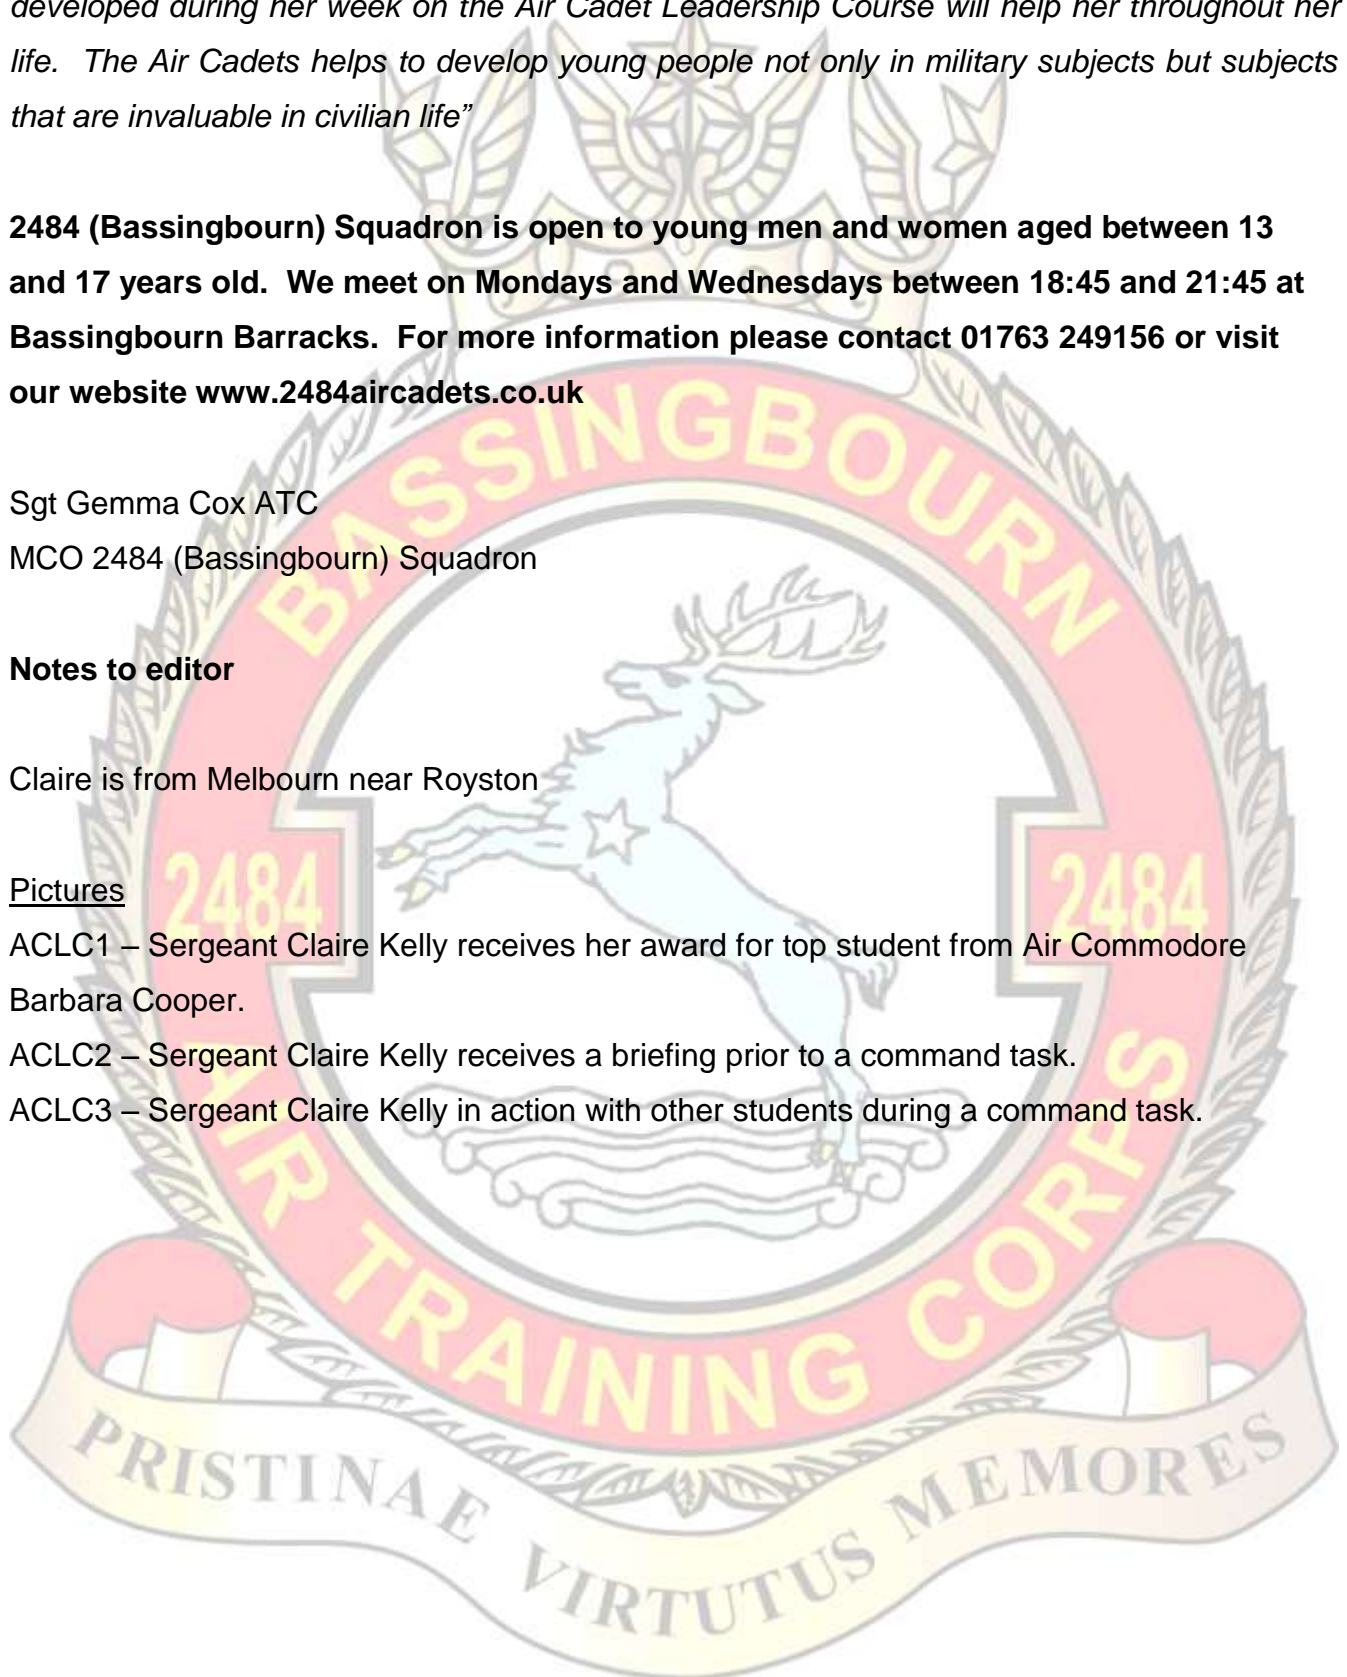 developed during her week on the Air Cadet Leadership Course will help her throughout her
life.  The Air Cadets helps to develop young people not only in military subjects but subjects
that are invaluable in civilian life”
2484 (Bassingbourn) Squadron is open to young men and women aged between 13
and 17 years old.  We meet on Mondays and Wednesdays between 18:45 and 21:45 at
Bassingbourn Barracks.  For more information please contact 01763 249156 or visit
our website www.2484aircadets.co.uk
Sgt Gemma Cox ATC
MCO 2484 (Bassingbourn) Squadron
Notes to editor
Claire is from Melbourn near Royston
Pictures
ACLC1 – Sergeant Claire Kelly receives her award for top student from Air Commodore
Barbara Cooper.
ACLC2 – Sergeant Claire Kelly receives a briefing prior to a command task.
ACLC3 – Sergeant Claire Kelly in action with other students during a command task.
BASSINGBOURN
2484
2484
AIR TRAINING CORPS
PRISTINAE VIRTUTUS MEMORES